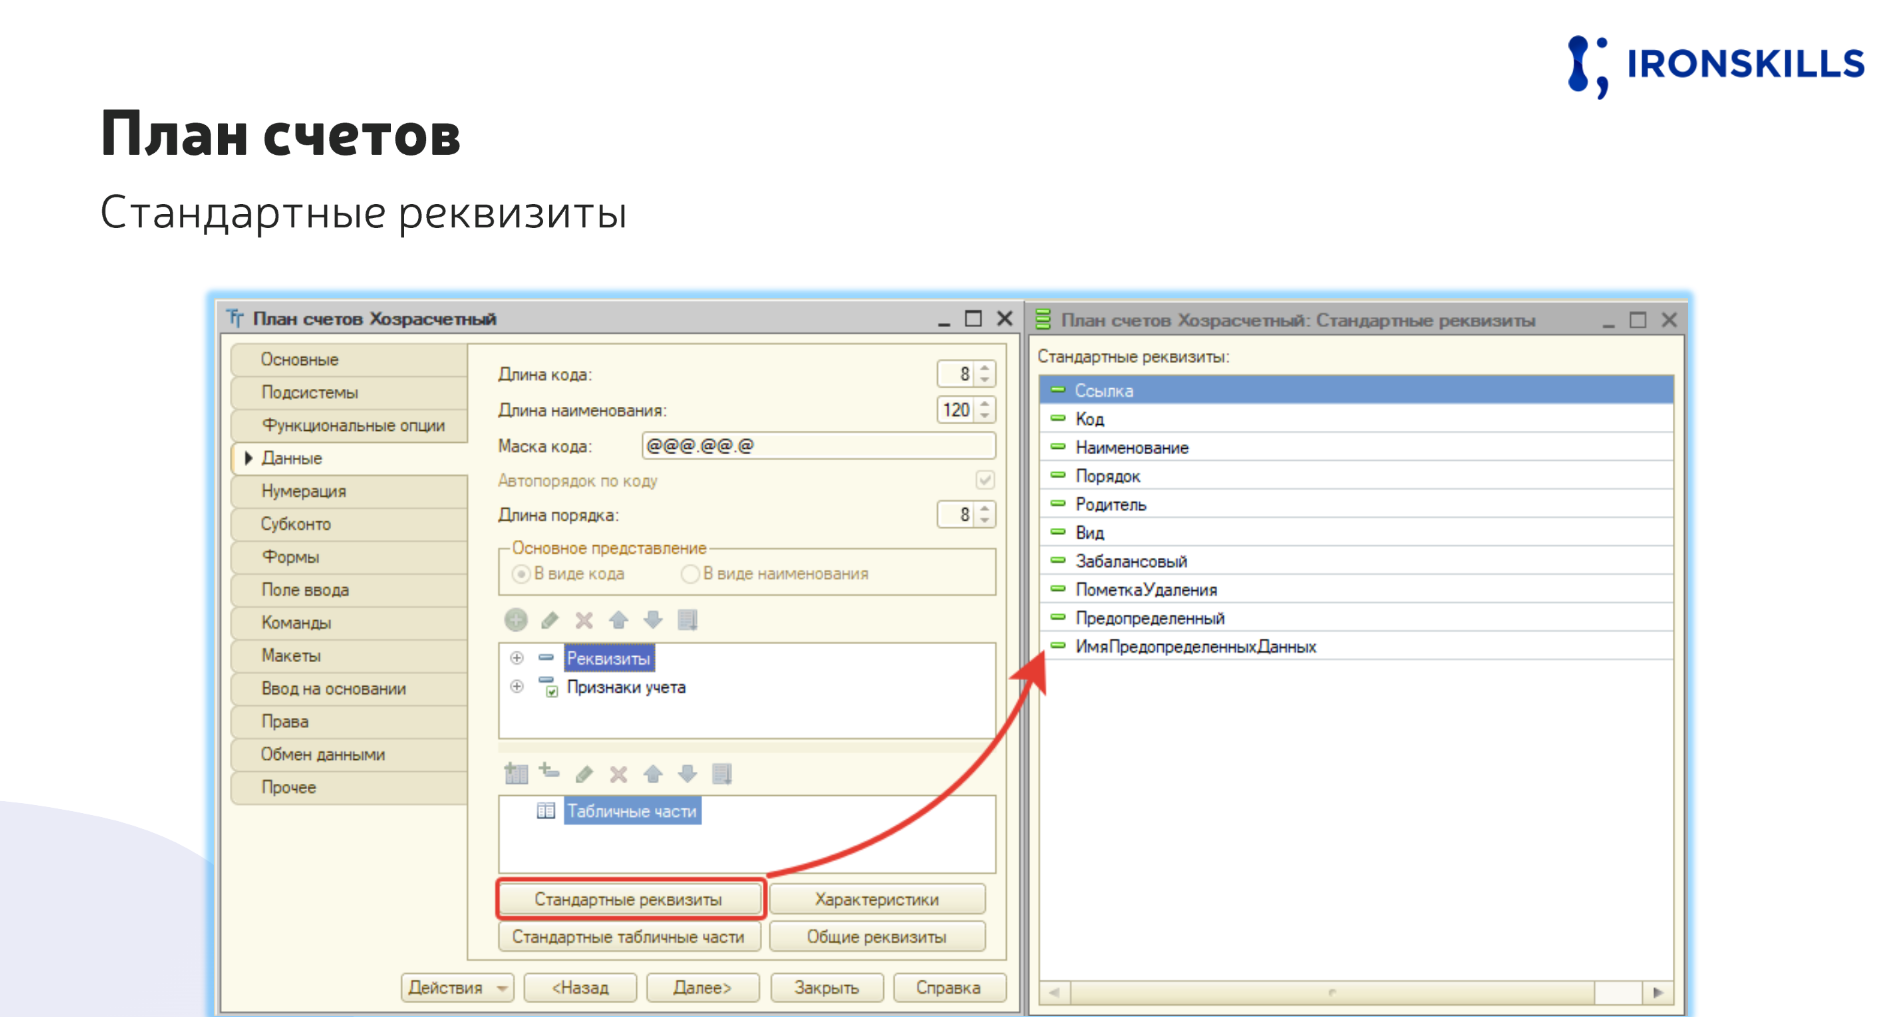 IRONSKILLS
План счетов
Стандартные реквизиты
План счетов Хозрасчетный
Основные
Подсистемы
Функциональные опции
Данные
Нумерация
Субконто
Формы
Поле ввода
Команды
Макеты
Ввод на основании
Права
Обмен данными
Прочее
Длина кода: 8
Длина наименования: 120
Маска кода: @@@.@@.@
Автопорядок по коду
Длина порядка: 8
Основное представление
В виде кода В виде наименования
Реквизиты
Признаки учета
Табличные части
Стандартные реквизиты Характеристики
Стандартные табличные части Общие реквизиты
Действия <Назад Далее> Закрыть Справка
План счетов Хозрасчетный: Стандартные реквизиты
Стандартные реквизиты:
Ссылка
Код
Наименование
Порядок
Родитель
Вид
Забалансовый
ПометкаУдаления
Предопределенный
ИмяПредопределенныхДанных